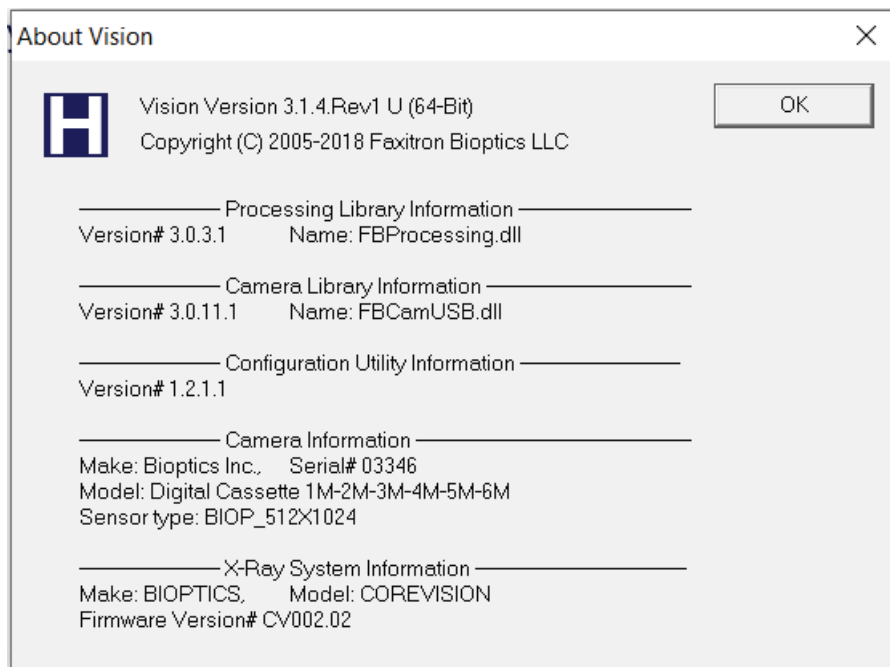 About Vision
H
Vision Version 3.1.4.Rev1 U (64-Bit)
OK
Copyright (C) 2005-2018 Faxitron Bioptics LLC
Processing Library Information
Version# 3.0.3.1 Name: FBProcessing.dll
Camera Library Information
Version# 3.0.11.1 Name: FBCamUSB.dll
Configuration Utility Information
Version# 1.2.1.1
Camera Information
Make: Bioptics Inc., Serial# 03346
Model: Digital Cassette 1M-2M-3M-4M-5M-6M
Sensor type: BIOP_512X1024
X-Ray System Information
Make: BIOPTICS, Model: COREVISION
Firmware Version# CV002.02